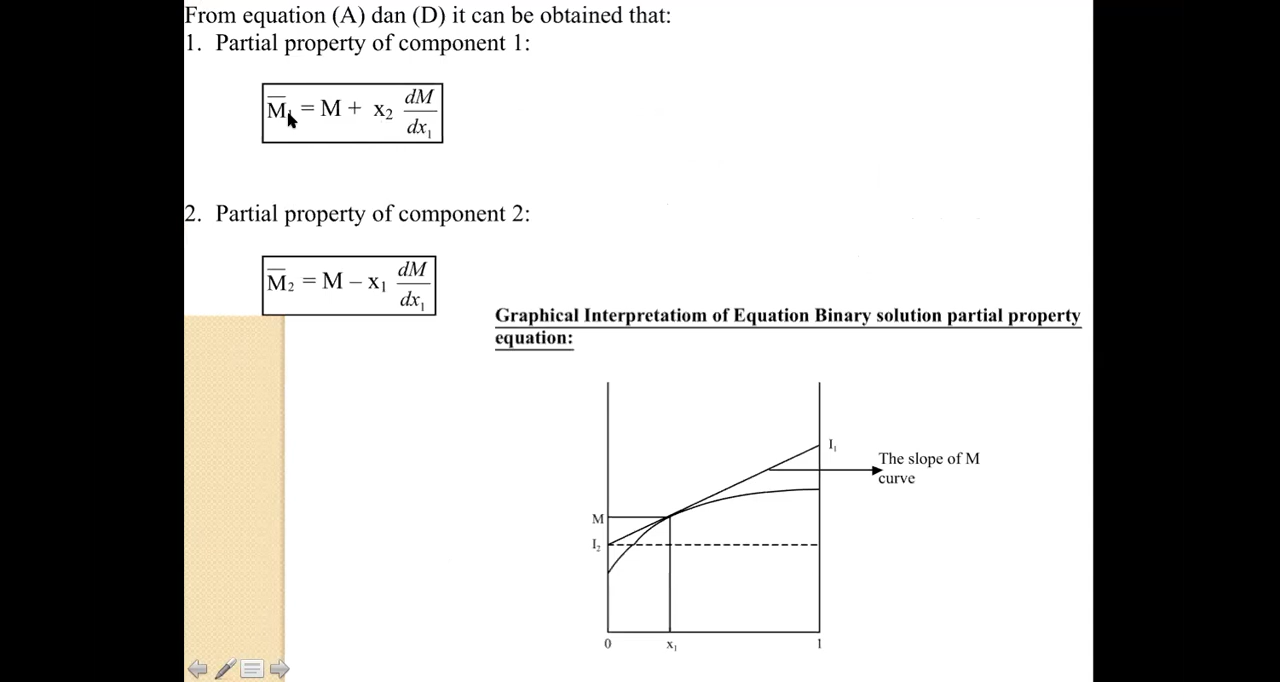 From equation (A) dan (D) it can be obtained that:
1. Partial property of component 1:
M̅₁ = M + x₂ dM/dx₁
2. Partial property of component 2:
M̅₂ = M – x₁ dM/dx₁
Graphical Interpretatiom of Equation Binary solution partial property
equation:
I₁
The slope of M
curve
M
I₂
0 x₁ 1